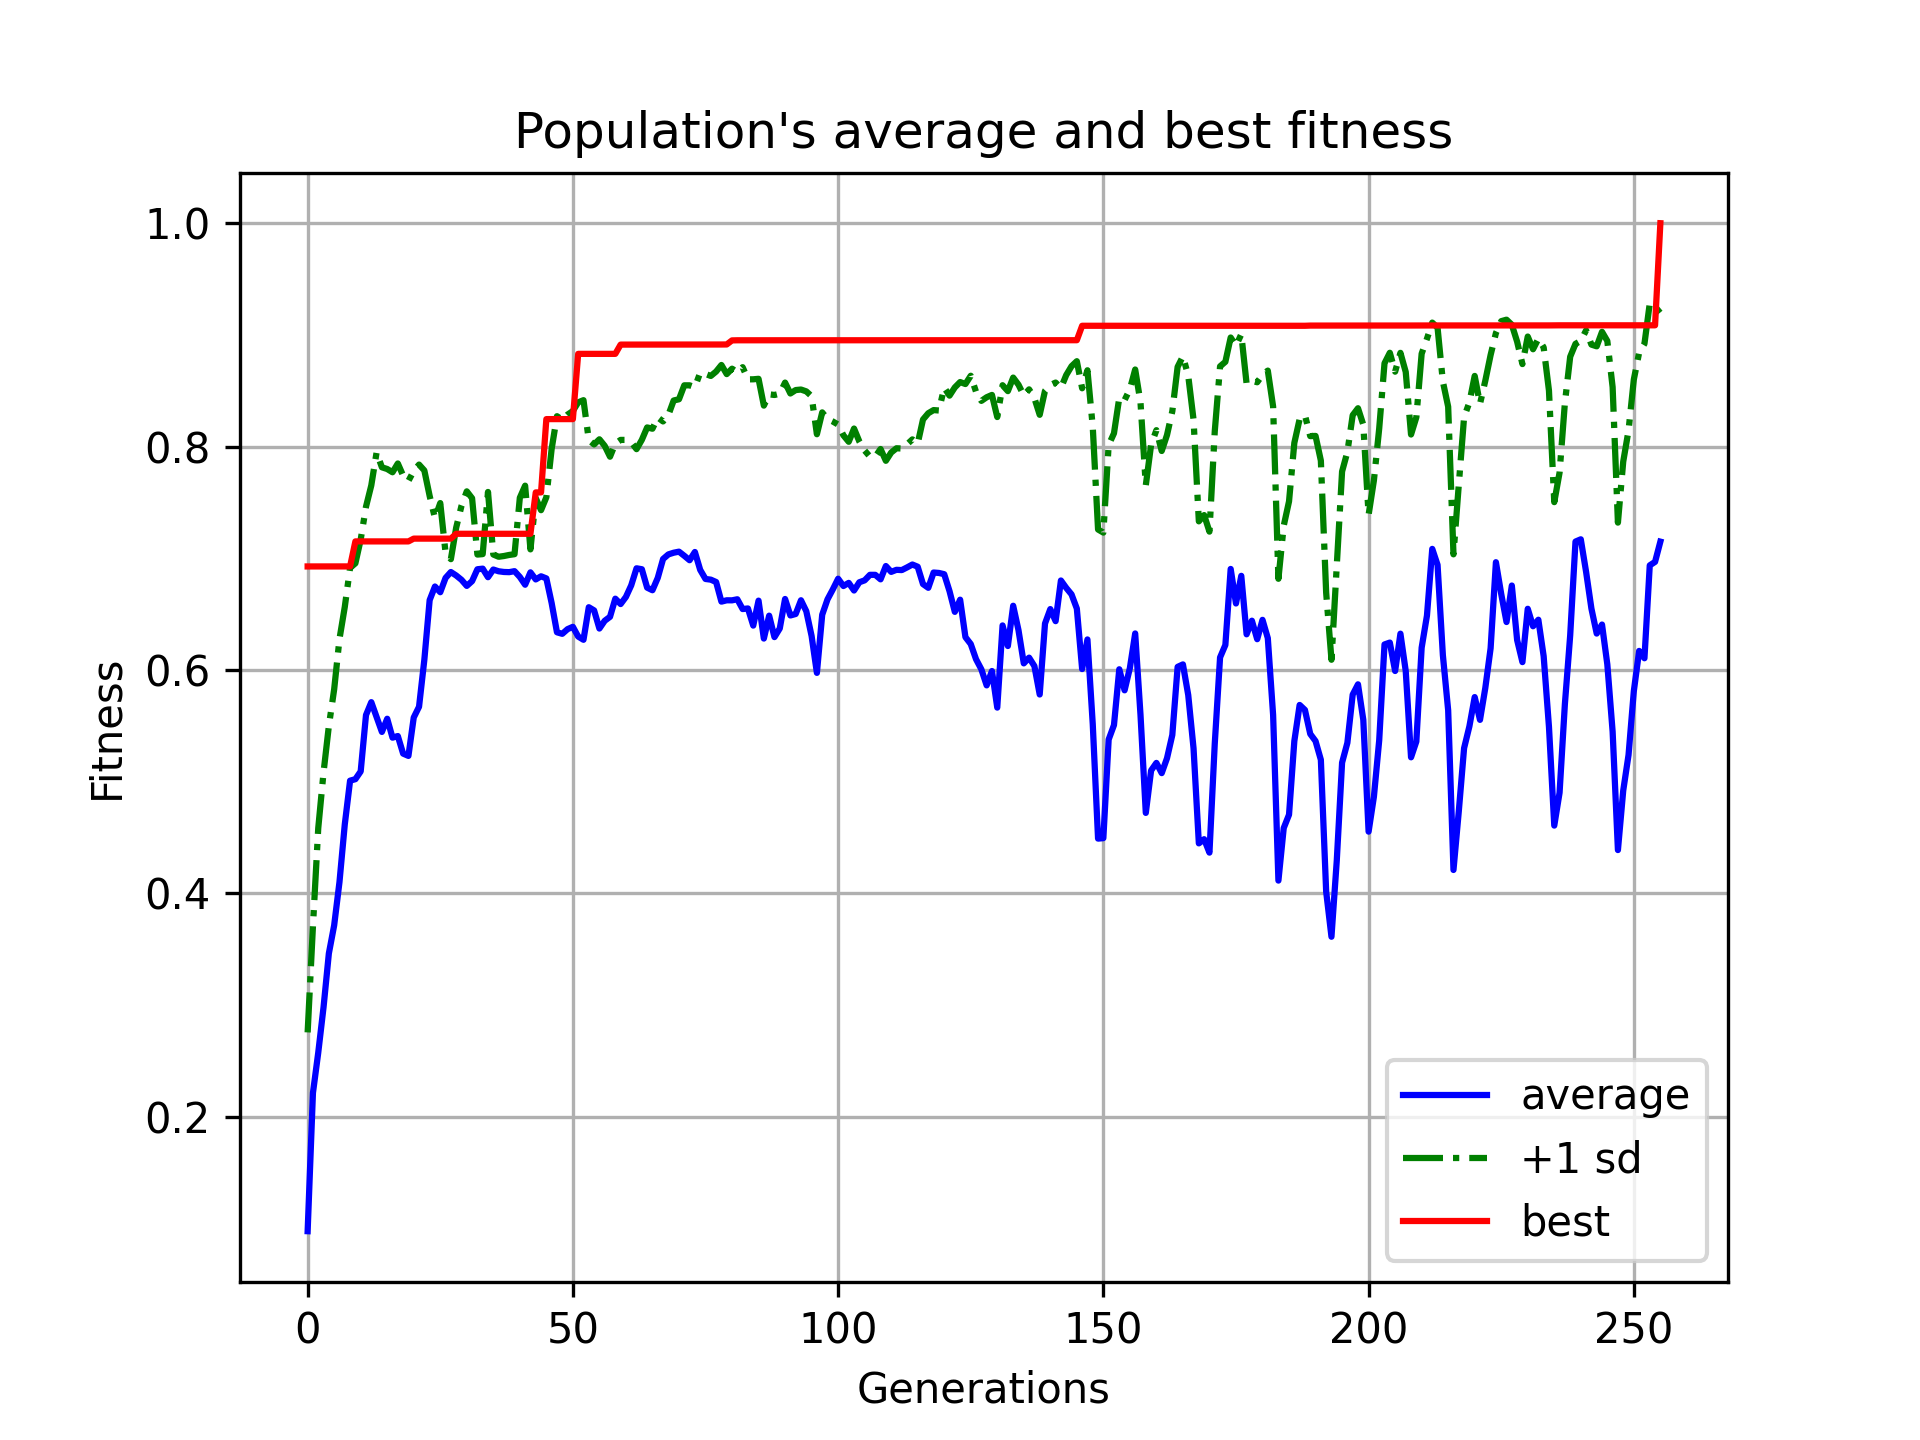 Population's average and best fitness
1.0
0.8
0.6
0.4
0.2
Fitness
average
+1 sd
best
0 50 100 150 200 250
Generations